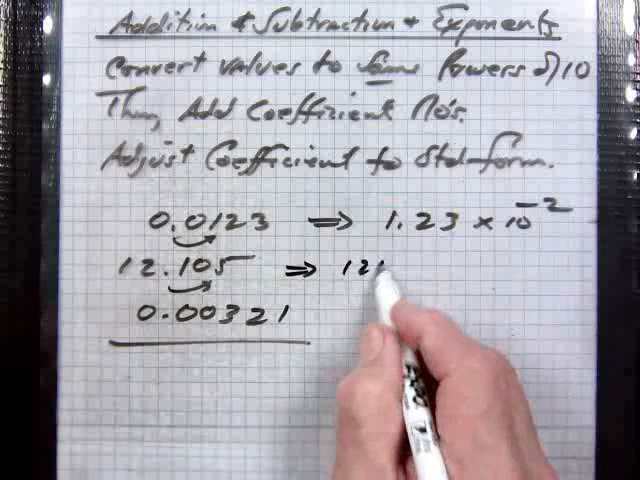 Addition & Subtraction & Exponents
Convert values to same Powers of 10
Then, Add Coefficient No's.
Adjust Coefficient to Std form.
0.0123 ⇒ 1.23 × 10⁻²
12.105 ⇒ 121
0.00321